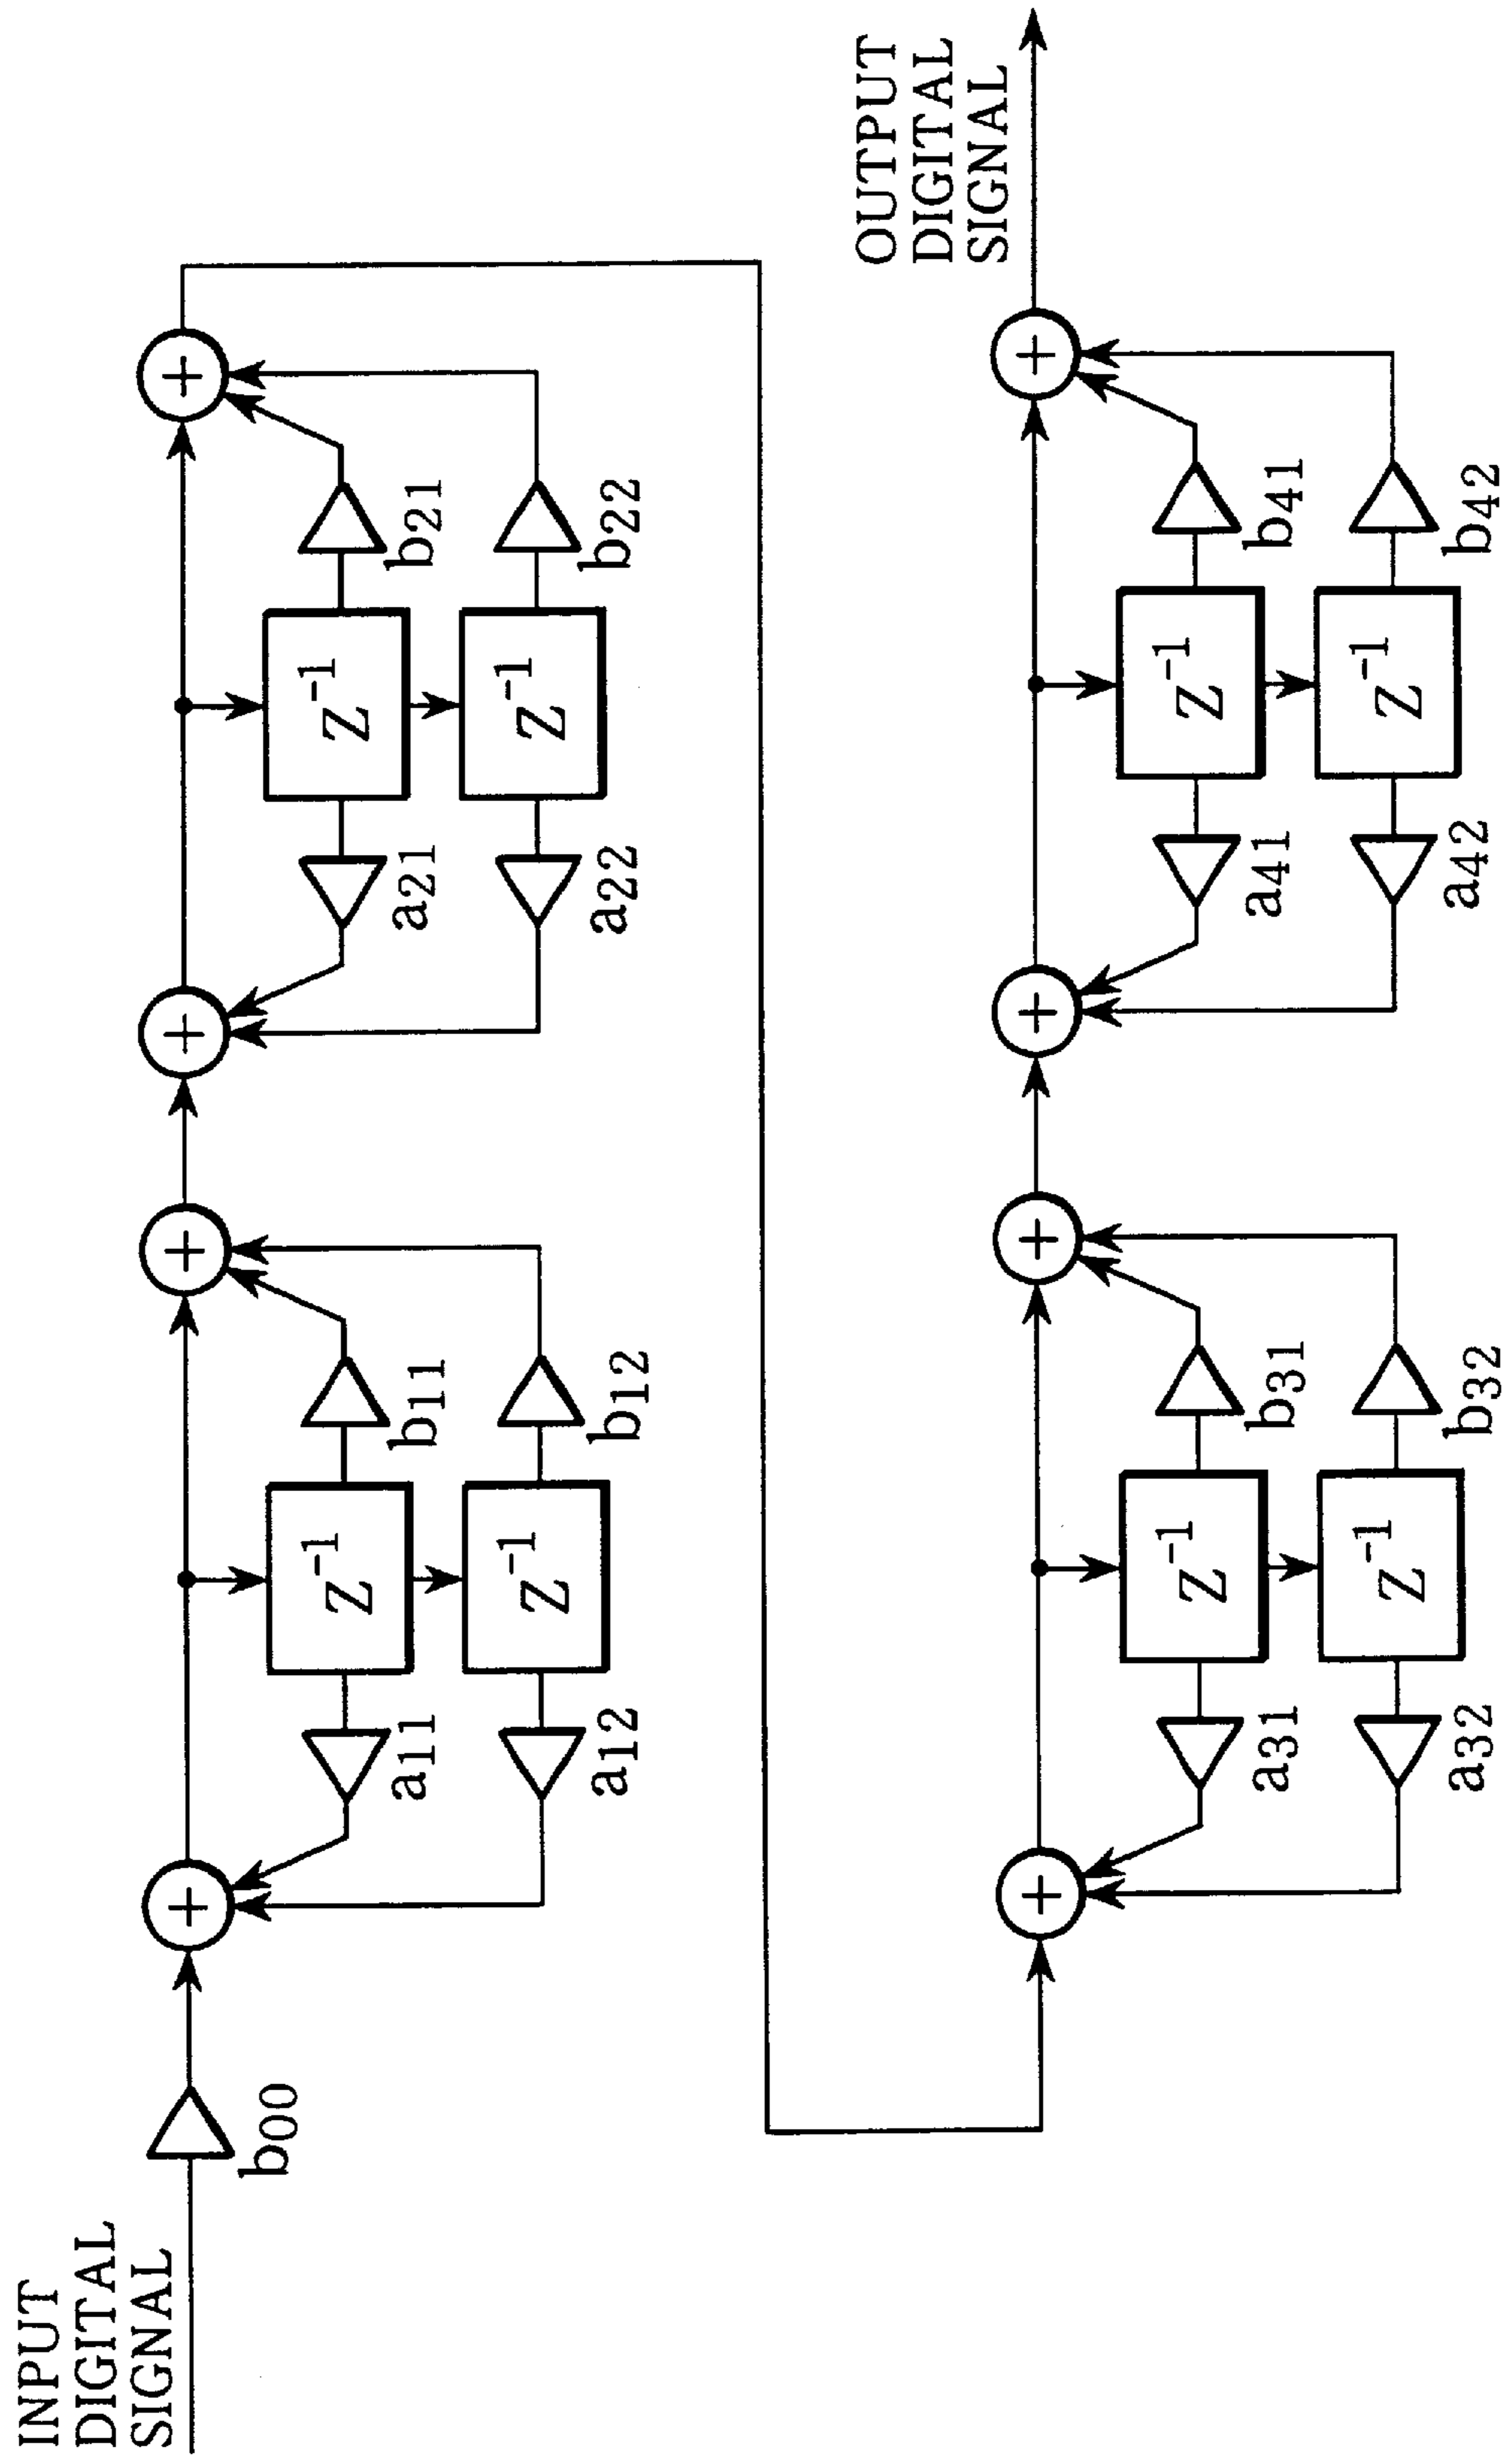 INPUT
DIGITAL
SIGNAL
b00
a11
Z-1
b11
a12
Z-1
b12
a21
Z-1
b21
a22
Z-1
b22
a31
Z-1
b31
a32
Z-1
b32
a41
Z-1
b41
a42
Z-1
b42
OUTPUT
DIGITAL
SIGNAL